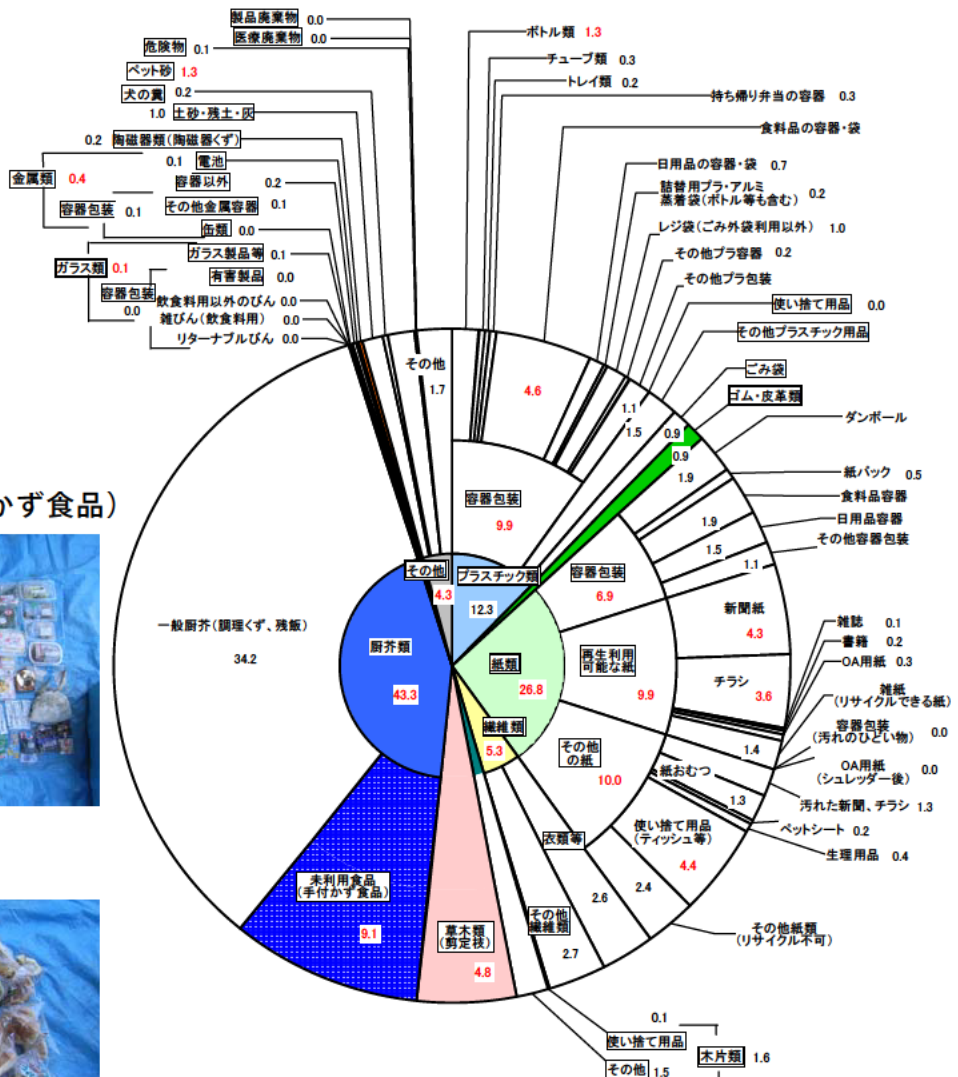 製品廃棄物 0.0
医療廃棄物 0.0
危険物 0.1
ペット砂 1.3
犬の糞 0.2
1.0 土砂・残土・灰
0.2 陶磁器類(陶磁器くず)
0.1 電池
金属類 0.4
容器以外 0.2
容器包装 0.1
その他金属容器 0.1
缶類 0.0
ガラス類 0.1
ガラス製品等 0.1
有害製品 0.0
容器包装
0.0
飲食料用以外のびん 0.0
雑びん(飲食料用) 0.0
リターナブルびん 0.0
ボトル類 1.3
チューブ類 0.3
トレイ類 0.2
持ち帰り弁当の容器 0.3
食料品の容器・袋
4.6
日用品の容器・袋 0.7
詰替用プラ・アルミ
蒸着袋(ボトル等も含む) 0.2
レジ袋(ごみ外袋利用以外) 1.0
その他プラ容器 0.2
その他プラ包装
1.1
使い捨て用品 0.0
その他プラスチック用品
1.5
ごみ袋
0.9
ゴム・皮革類
0.9
ダンボール
1.9
紙パック 0.5
食料品容器
1.9
日用品容器
1.5
その他容器包装
1.1
新聞紙
4.3
チラシ
3.6
雑誌 0.1
書籍 0.2
OA用紙 0.3
雑紙
(リサイクルできる紙)
1.4
容器包装
(汚れのひどい物) 0.0
OA用紙
(シュレッダー後) 0.0
汚れた新聞、チラシ 1.3
紙おむつ
1.3
ペットシート 0.2
生理用品 0.4
使い捨て用品
(ティッシュ等)
4.4
その他紙類
(リサイクル不可)
2.4
その他
1.7
容器包装
9.9
その他
4.3
プラスチック類
12.3
容器包装
6.9
再生利用
可能な紙
9.9
その他
の紙
10.0
紙類
26.8
繊維類
5.3
衣類等
2.6
その他
繊維類
2.7
厨芥類
43.3
一般厨芥(調理くず、残飯)
34.2
未利用食品
(手付かず食品)
9.1
草木類
(剪定枝)
4.8
0.1
使い捨て用品
木片類 1.6
その他 1.5
かず食品)